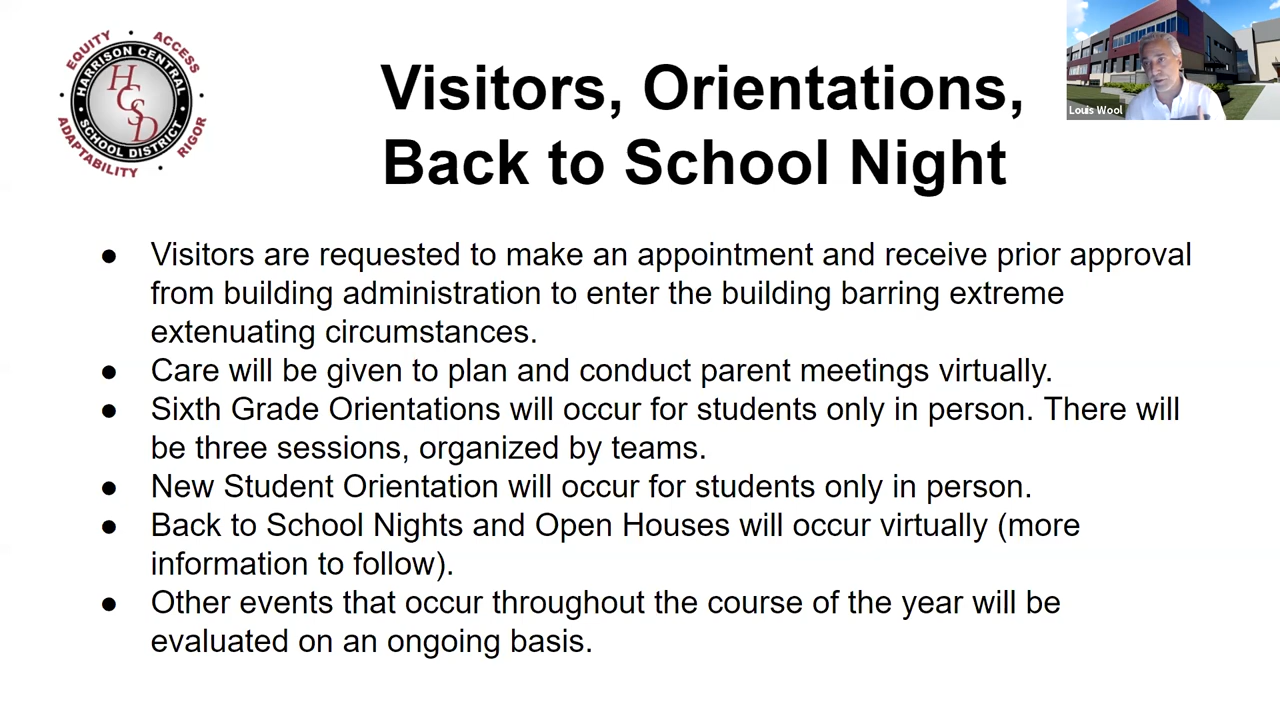 EQUITY ACCESS
HARRISON CENTRAL
HCSD
SCHOOL DISTRICT
ADAPTABILITY RIGOR
Visitors, Orientations,
Back to School Night
Louis Wool
● Visitors are requested to make an appointment and receive prior approval
from building administration to enter the building barring extreme
extenuating circumstances.
● Care will be given to plan and conduct parent meetings virtually.
● Sixth Grade Orientations will occur for students only in person. There will
be three sessions, organized by teams.
● New Student Orientation will occur for students only in person.
● Back to School Nights and Open Houses will occur virtually (more
information to follow).
● Other events that occur throughout the course of the year will be
evaluated on an ongoing basis.